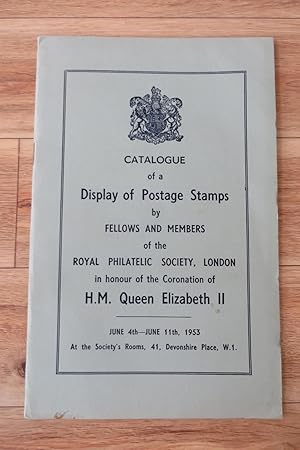 CATALOGUE
of a
Display of Postage Stamps
by
FELLOWS AND MEMBERS
of the
ROYAL PHILATELIC SOCIETY, LONDON
in honour of the Coronation of
H.M. Queen Elizabeth II
JUNE 4th—JUNE 11th, 1953
At the Society's Rooms, 41, Devonshire Place, W.1.